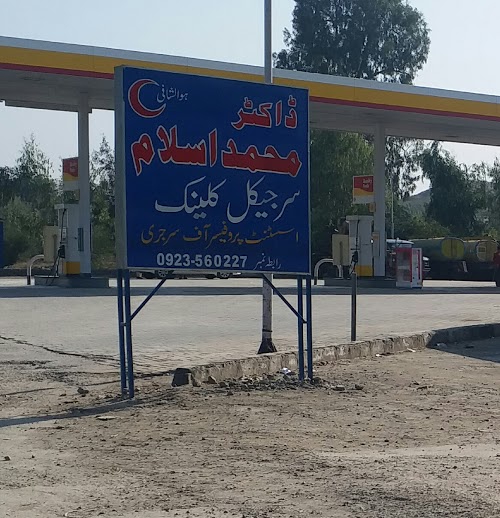 ہوالشافی
ڈاکٹر
محمد اسلام
سرجیکل کلینک
اسسٹنٹ پروفیسر آف سرجری
رابطہ نمبر 0923-560227